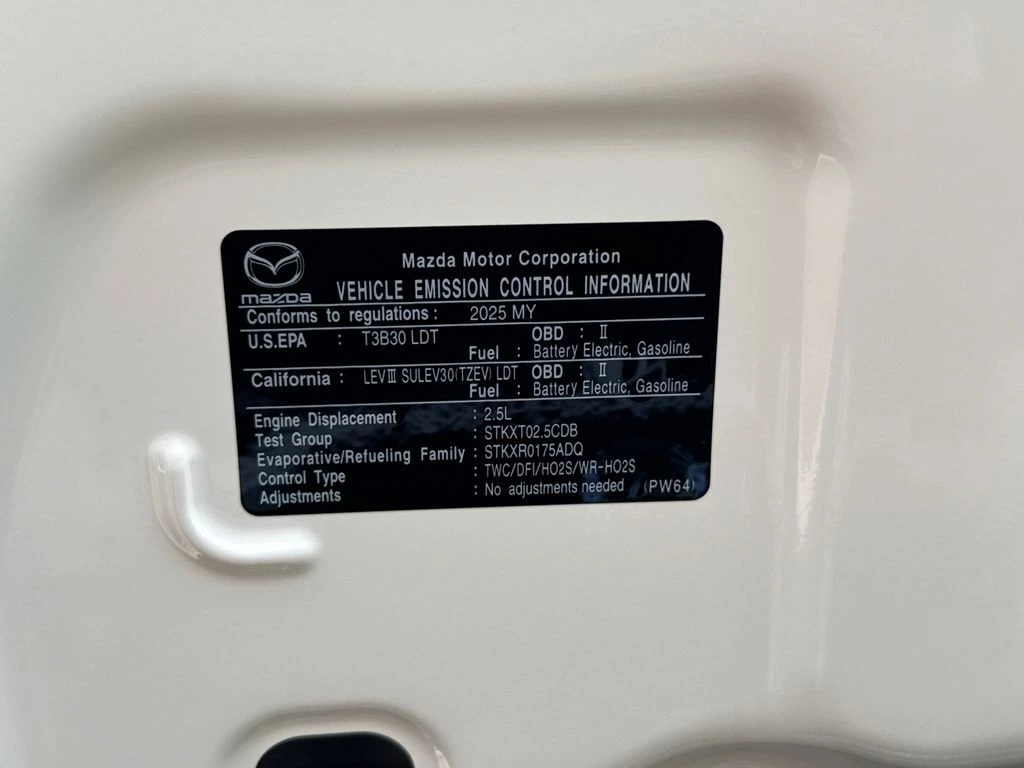 mazda
Mazda Motor Corporation
VEHICLE EMISSION CONTROL INFORMATION
Conforms to regulations : 2025 MY
U.S.EPA : T3B30 LDT OBD : Ⅱ
Fuel : Battery Electric, Gasoline
California : LEVⅢ SULEV30(TZEV) LDT OBD : Ⅱ
Fuel : Battery Electric, Gasoline
Engine Displacement : 2.5L
Test Group : STKXT02.5CDB
Evaporative/Refueling Family : STKXR0175ADQ
Control Type : TWC/DFI/HO2S/WR-HO2S
Adjustments : No adjustments needed (PW64)